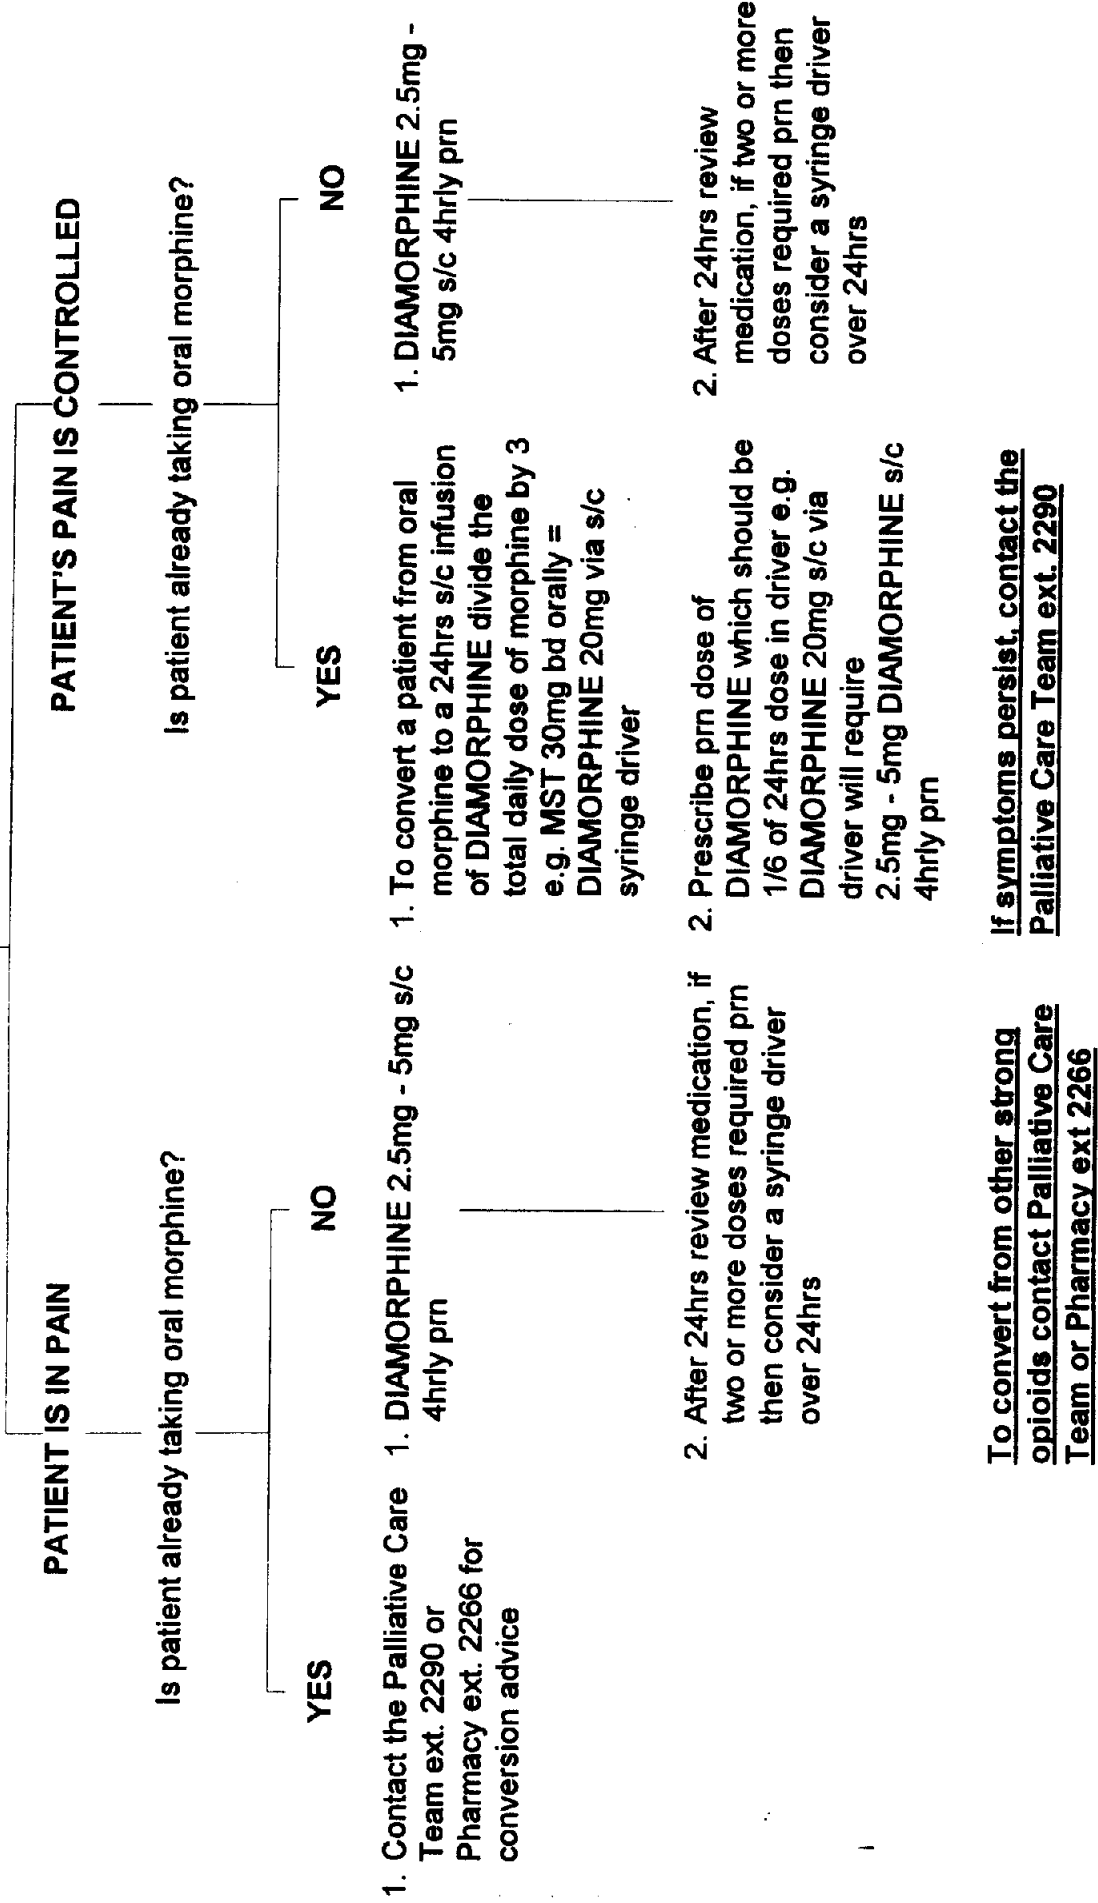 PATIENT IS IN PAIN
Is patient already taking oral morphine?
YES
NO
1. Contact the Palliative Care
Team ext. 2290 or
Pharmacy ext. 2266 for
conversion advice
1. DIAMORPHINE 2.5mg - 5mg s/c
4hrly prn
2. After 24hrs review medication, if
two or more doses required prn
then consider a syringe driver
over 24hrs
PATIENT'S PAIN IS CONTROLLED
Is patient already taking oral morphine?
YES
NO
1. To convert a patient from oral
morphine to a 24hrs s/c infusion
of DIAMORPHINE divide the
total daily dose of morphine by 3
e.g. MST 30mg bd orally =
DIAMORPHINE 20mg via s/c
syringe driver
2. Prescribe prn dose of
DIAMORPHINE which should be
1/6 of 24hrs dose in driver e.g.
DIAMORPHINE 20mg s/c via
driver will require
2.5mg - 5mg DIAMORPHINE s/c
4hrly prn
1. DIAMORPHINE 2.5mg -
5mg s/c 4hrly prn
2. After 24hrs review
medication, if two or more
doses required prn then
consider a syringe driver
over 24hrs
To convert from other strong
opioids contact Palliative Care
Team or Pharmacy ext 2266
If symptoms persist, contact the
Palliative Care Team ext. 2290